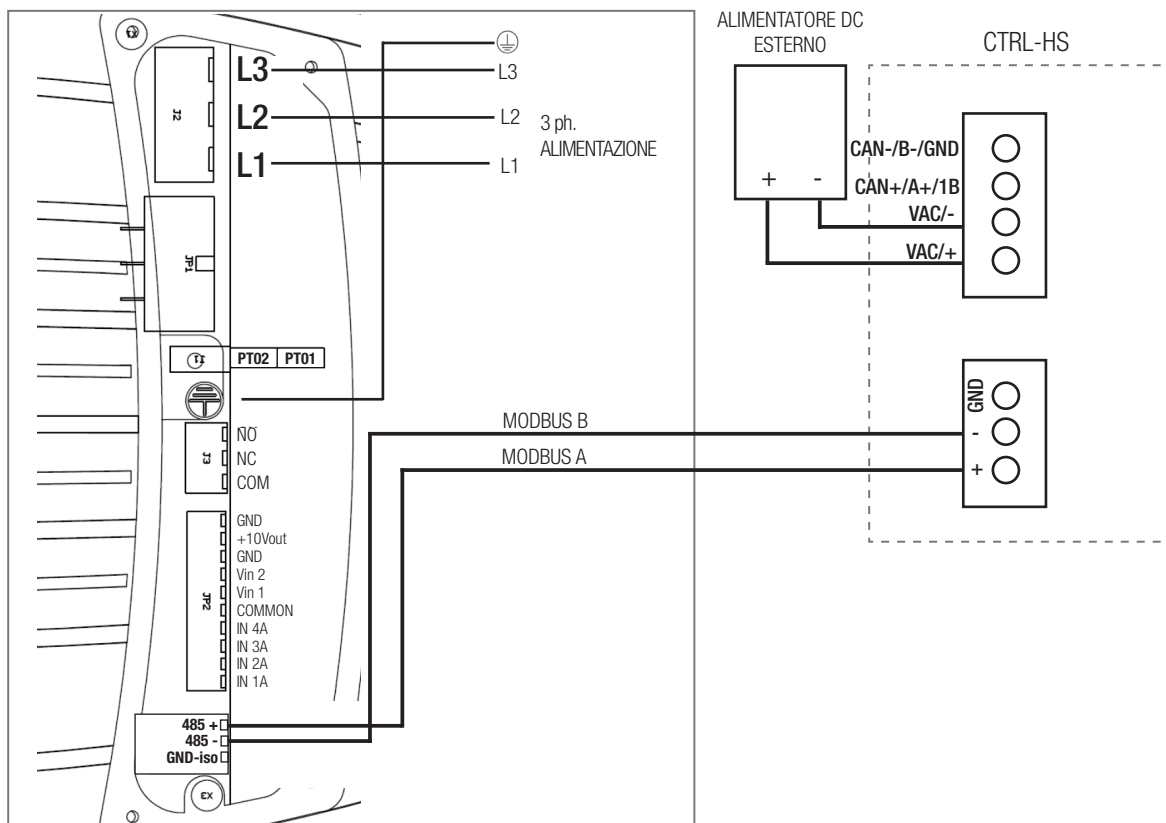 ALIMENTATORE DC
ESTERNO
CTRL-HS
L3
L2
L1
L3
L2
L1
3 ph.
ALIMENTAZIONE
J2
JP1
PT02 PT01
J3
NO
NC
COM
JP2
GND
+10Vout
GND
Vin 2
Vin 1
COMMON
IN 4A
IN 3A
IN 2A
IN 1A
485 +
485 -
GND-iso
+ -
CAN-/B-/GND
CAN+/A+/1B
VAC/-
VAC/+
MODBUS B
MODBUS A
GND
-
+